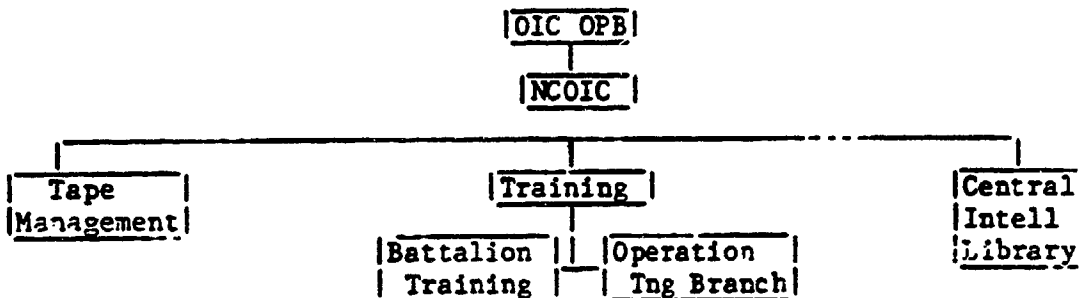 OIC OPB
NCOIC
Tape
Management
Training
Central
Intell
Library
Battalion
Training
Operation
Tng Branch